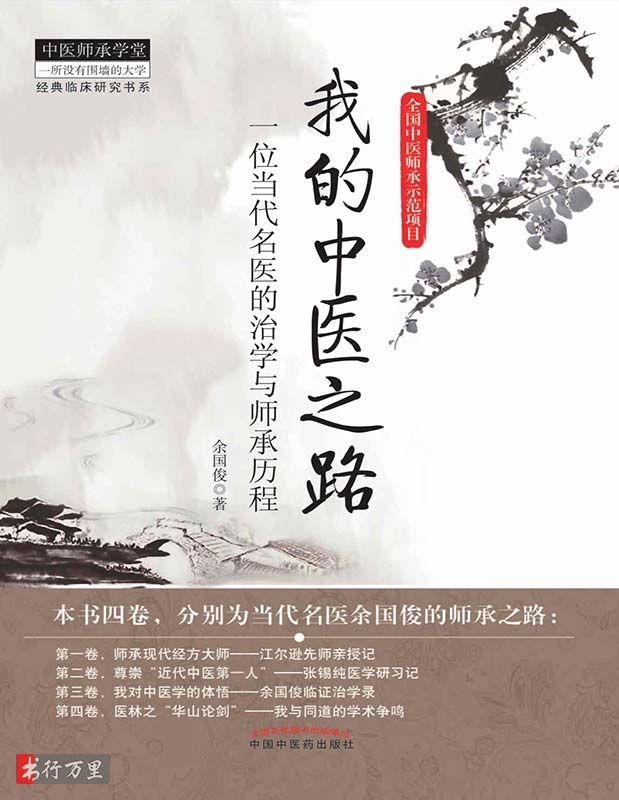 中医师承学堂
一所没有围墙的大学
经典临床研究书系
全国中医师承示范项目
我的中医之路
一位当代名医的治学与师承历程
余国俊◎著
本书四卷，分别为当代名医余国俊的师承之路：
第一卷．师承现代经方大师——江尔逊先师亲授记
第二卷．尊崇“近代中医第一人”——张锡纯医学研习记
第三卷．我对中医学的体悟——余国俊临证治学录
第四卷．医林之“华山论剑”——我与同道的学术争鸣
中国中医药出版社
书行万里